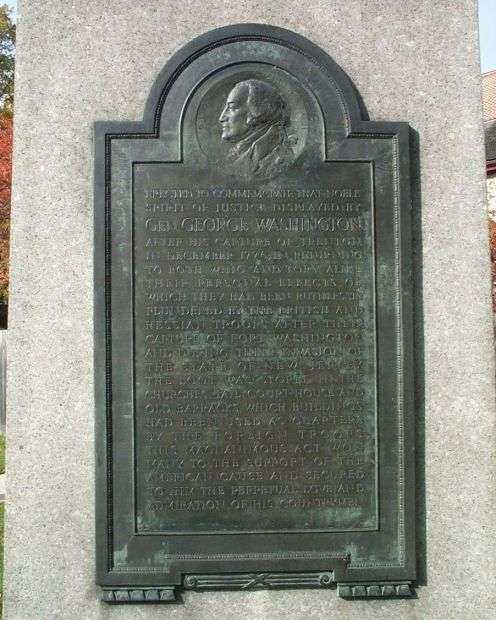 ERECTED TO COMMEMORATE THAT NOBLE
SPIRIT OF JUSTICE DISPLAYED BY
GEN. GEORGE WASHINGTON
AFTER HIS CAPTURE OF TRENTON
IN DECEMBER 1776, IN RETURNING
TO BOTH WHIG AND TORY ALIKE
THEIR PERSONAL EFFECTS OF
WHICH THEY HAD BEEN RUTHLESSLY
PLUNDERED BY THE BRITISH AND
HESSIAN TROOPS AFTER THEIR
CAPTURE OF FORT WASHINGTON
AND DURING THEIR INVASION OF
THE STATE OF NEW JERSEY
THE LOOT WAS STORED IN THE
CHURCHES, JAIL, COURT-HOUSE AND
OLD BARRACKS, WHICH BUILDINGS
HAD BEEN USED AS QUARTERS
BY THE FOREIGN TROOPS
THIS MAGNANIMOUS ACT WON
MANY TO THE SUPPORT OF THE
AMERICAN CAUSE AND SECURED
TO HIM THE PERPETUAL LOVE AND
ADMIRATION OF HIS COUNTRYMEN